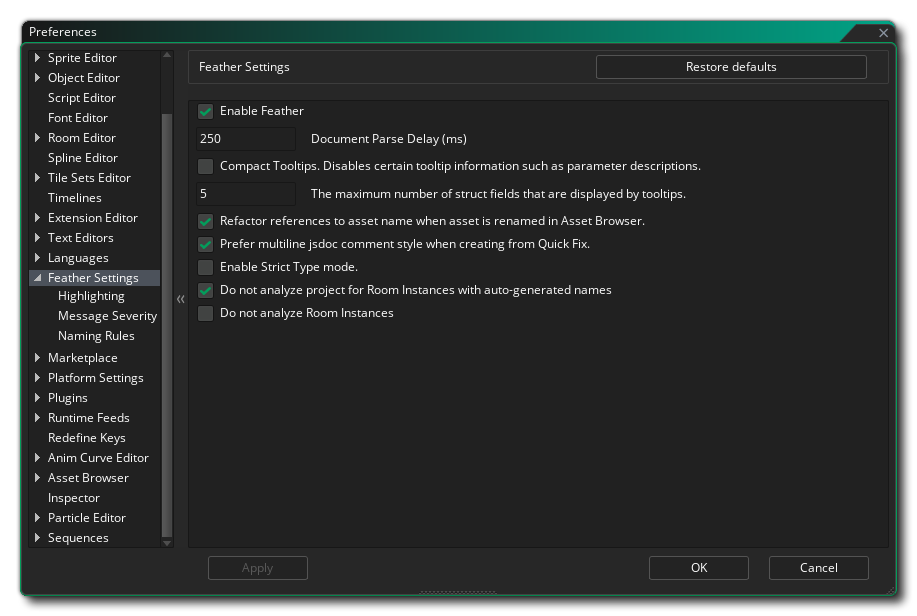 Preferences
Sprite Editor
Object Editor
Script Editor
Font Editor
Room Editor
Spline Editor
Tile Sets Editor
Timelines
Extension Editor
Text Editors
Languages
Feather Settings
Highlighting
Message Severity
Naming Rules
Marketplace
Platform Settings
Plugins
Runtime Feeds
Redefine Keys
Anim Curve Editor
Asset Browser
Inspector
Particle Editor
Sequences
Feather Settings
Restore defaults
Enable Feather
250 Document Parse Delay (ms)
Compact Tooltips. Disables certain tooltip information such as parameter descriptions.
5 The maximum number of struct fields that are displayed by tooltips.
Refactor references to asset name when asset is renamed in Asset Browser.
Prefer multiline jsdoc comment style when creating from Quick Fix.
Enable Strict Type mode.
Do not analyze project for Room Instances with auto-generated names
Do not analyze Room Instances
Apply
OK
Cancel